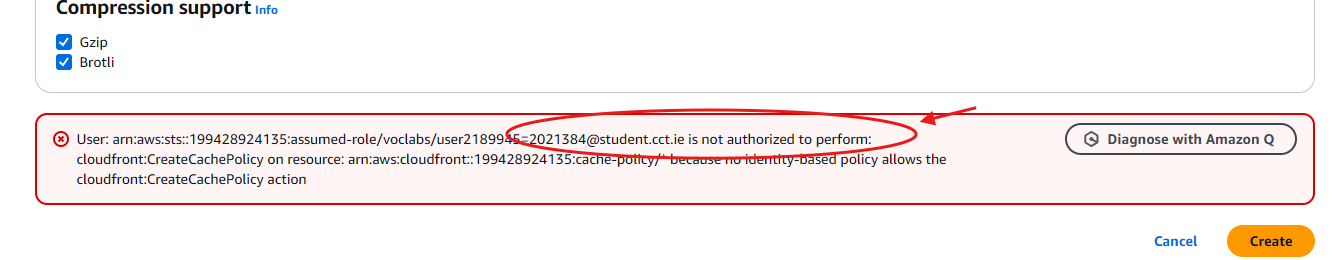 Compression support Info
Gzip
Brotli
User: arn:aws:sts::199428924135:assumed-role/voclabs/user2189945=2021384@student.cct.ie is not authorized to perform:
cloudfront:CreateCachePolicy on resource: arn:aws:cloudfront::199428924135:cache-policy/* because no identity-based policy allows the
cloudfront:CreateCachePolicy action
Diagnose with Amazon Q
Cancel
Create